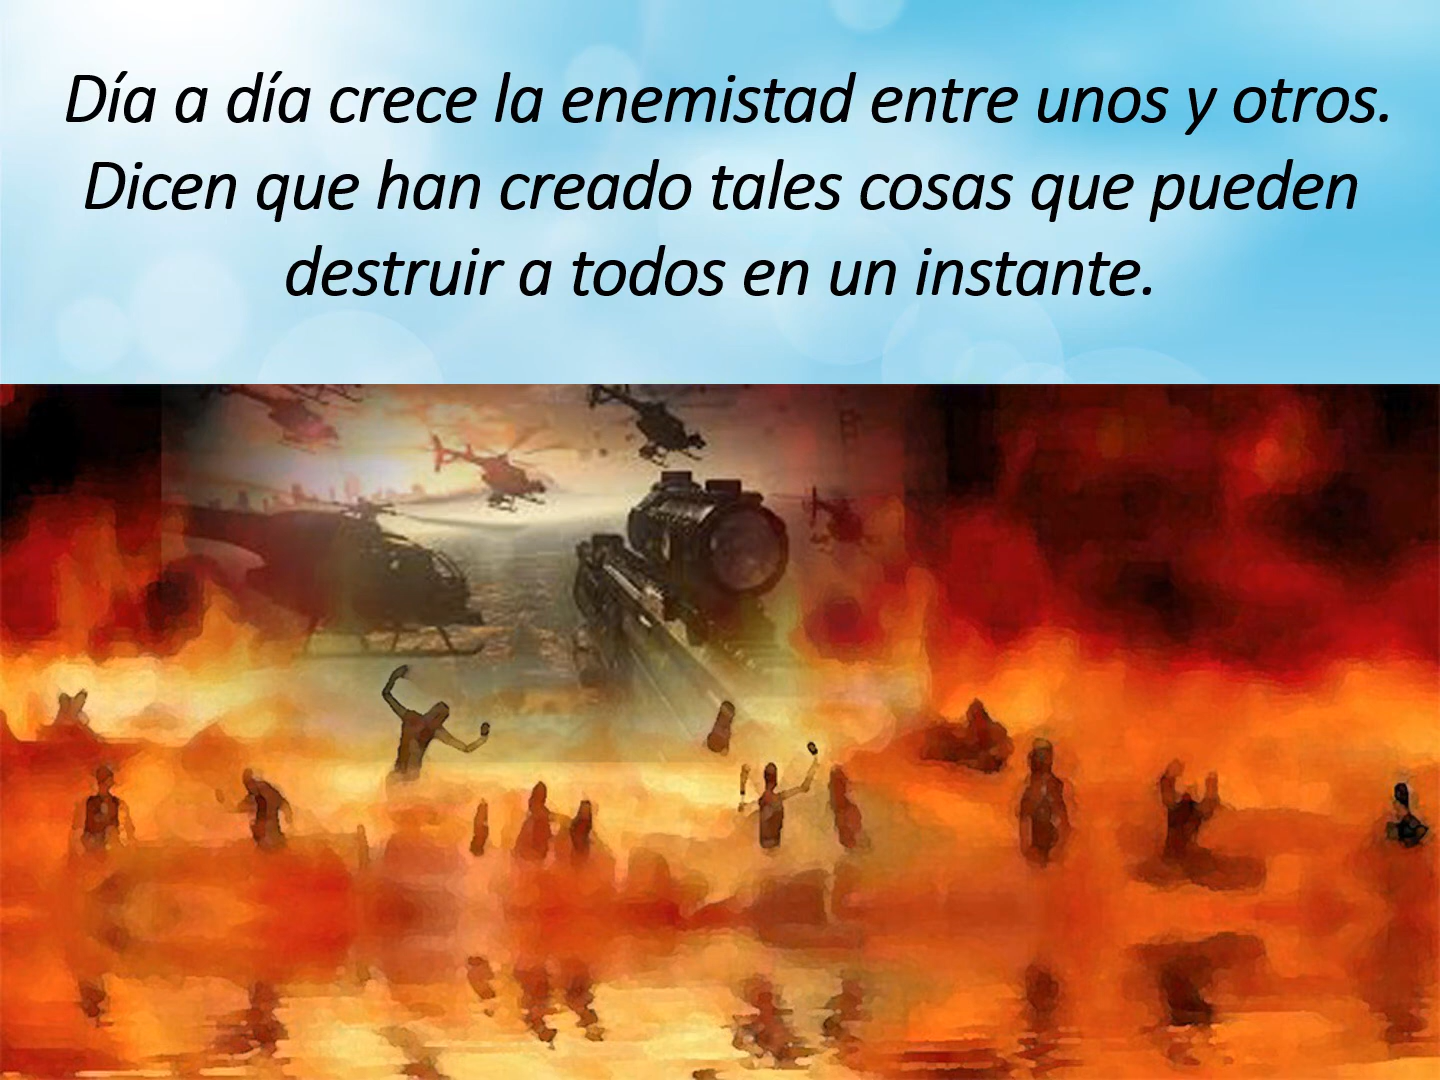 Día a día crece la enemistad entre unos y otros.
Dicen que han creado tales cosas que pueden
destruir a todos en un instante.